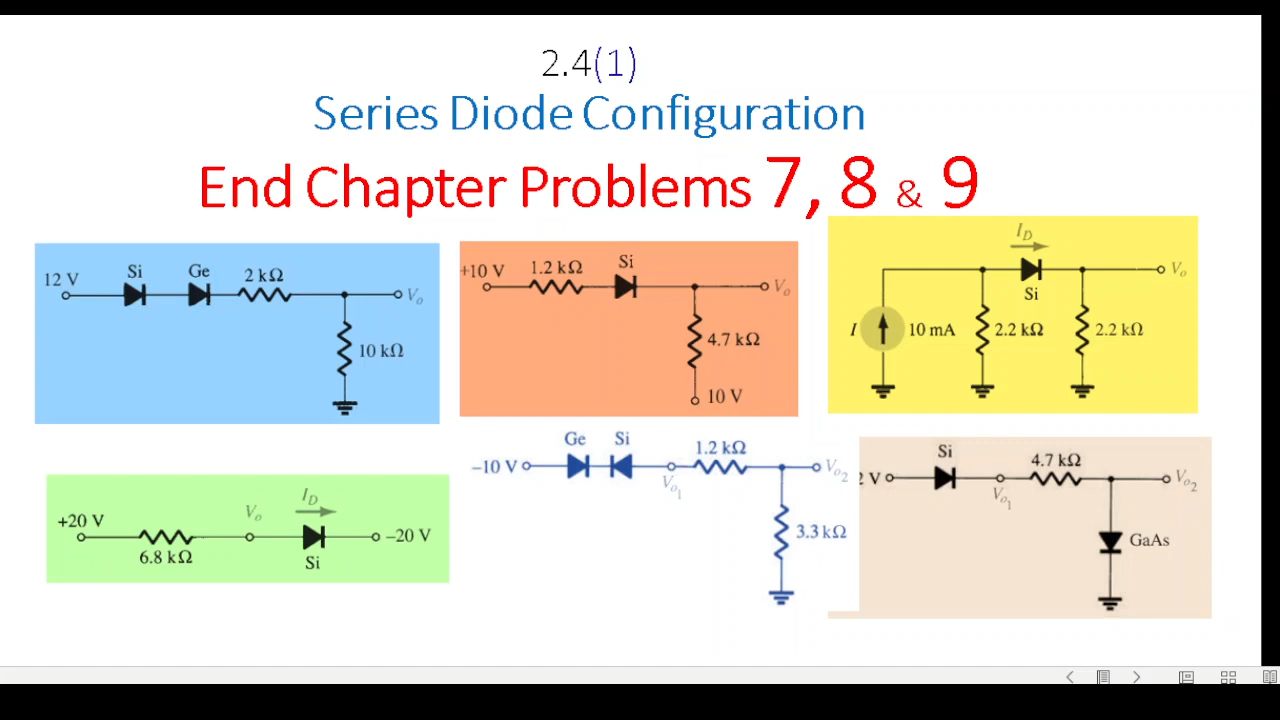 2.4(1)
Series Diode Configuration
End Chapter Problems 7, 8 & 9
12 V
Si
Ge
2 kΩ
Vo
10 kΩ
+10 V
1.2 kΩ
Si
Vo
4.7 kΩ
10 V
ID
Si
Vo
I
10 mA
2.2 kΩ
2.2 kΩ
+20 V
6.8 kΩ
Vo
ID
Si
−20 V
−10 V
Ge
Si
Vo1
1.2 kΩ
Vo2
3.3 kΩ
V
Si
Vo1
4.7 kΩ
Vo2
GaAs